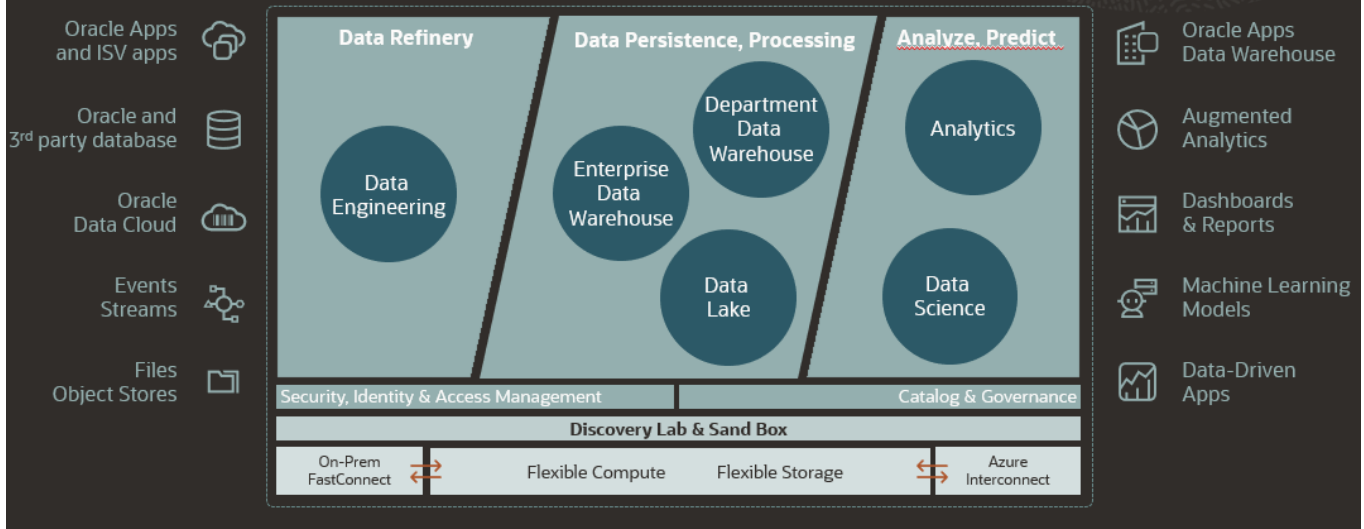 Oracle Apps
and ISV apps
Oracle and
3rd party database
Oracle
Data Cloud
Events
Streams
Files
Object Stores
Data Refinery
Data
Engineering
Data Persistence, Processing
Department
Data
Warehouse
Enterprise
Data
Warehouse
Data
Lake
Analyze, Predict
Analytics
Data
Science
Security, Identity & Access Management
Catalog & Governance
Discovery Lab & Sand Box
On-Prem
FastConnect
Flexible Compute
Flexible Storage
Azure
Interconnect
Oracle Apps
Data Warehouse
Augmented
Analytics
Dashboards
& Reports
Machine Learning
Models
Data-Driven
Apps